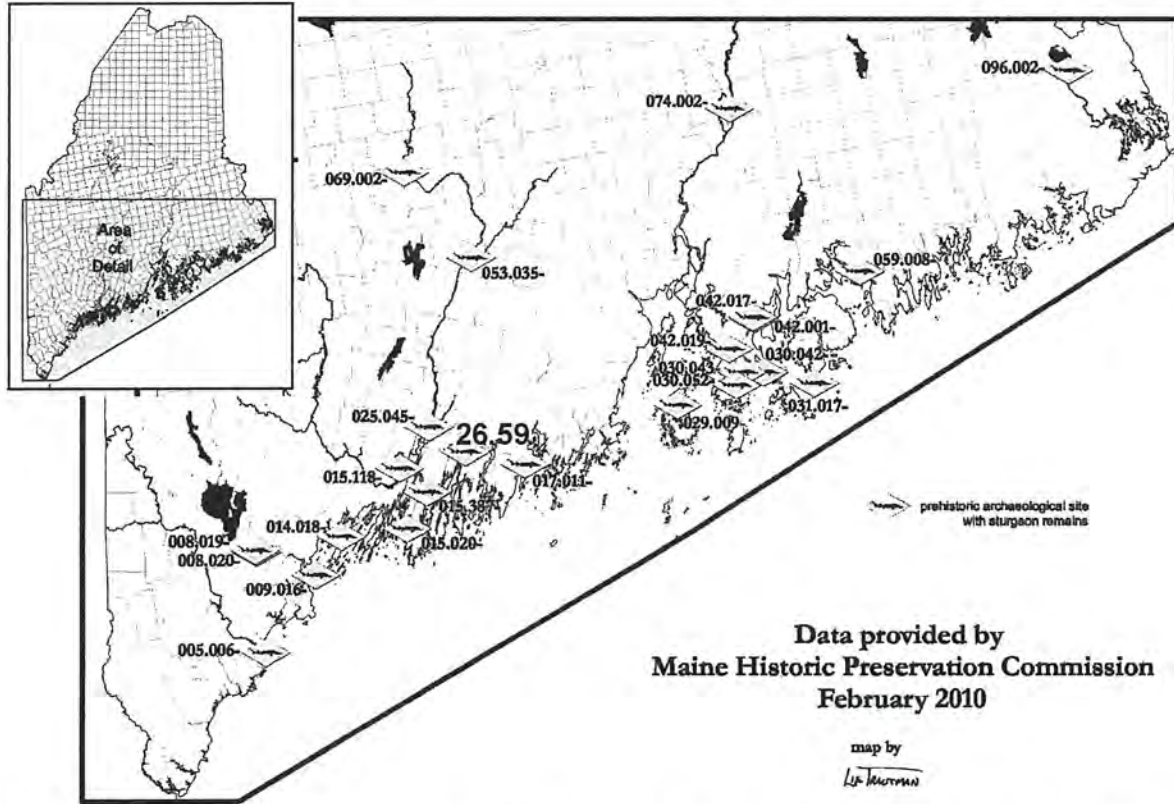 Area
of
Detail
096.002-
074.002-
069.002-
053.035-
059.008-
042.017-
042.001-
042.019-
030.042-
030.043
030.052-
031.017-
029.009
025.045-
26.59
015.118-
017.011-
015.387-
014.018-
015.020-
008.019-
008.020-
009.016-
005.006-
prehistoric archaeological site
with sturgeon remains
Data provided by
Maine Historic Preservation Commission
February 2010
map by